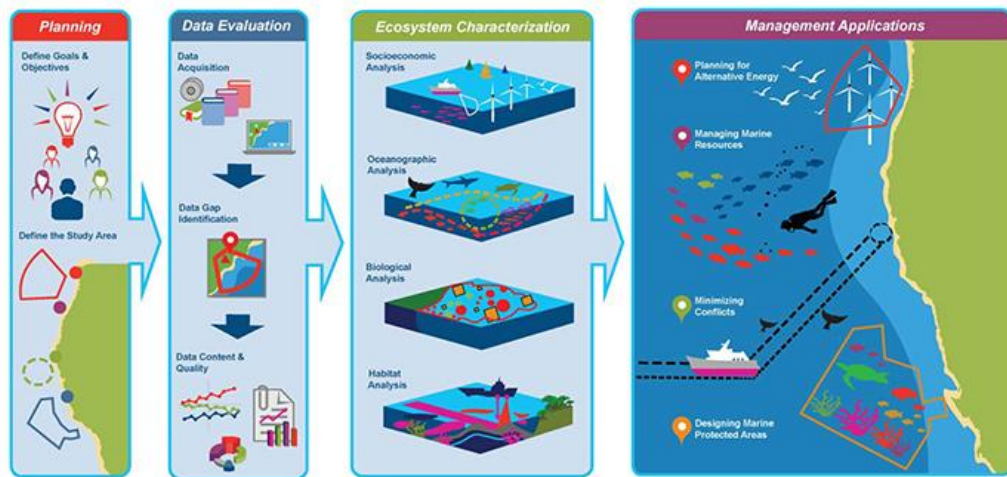 Planning
Define Goals &
Objectives
Define the Study Area
Data Evaluation
Data
Acquisition
Data Gap
Identification
Data Content &
Quality
Ecosystem Characterization
Socioeconomic
Analysis
Oceanographic
Analysis
Biological
Analysis
Habitat
Analysis
Management Applications
Planning for
Alternative Energy
Managing Marine
Resources
Minimizing
Conflicts
Designing Marine
Protected Areas